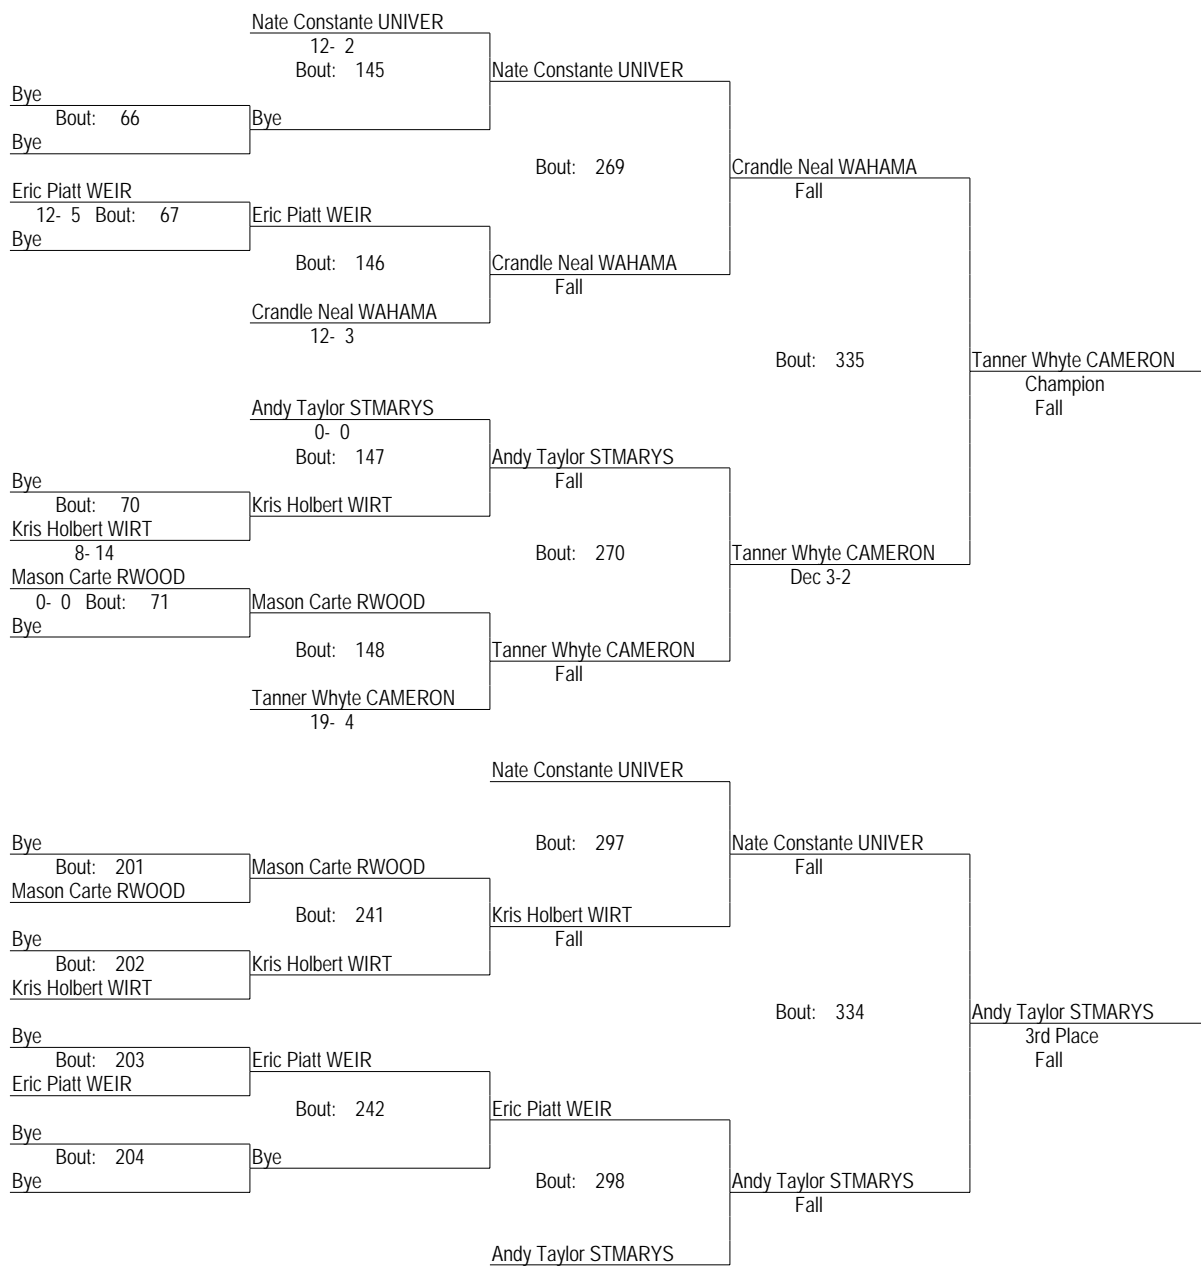 Nate Constante UNIVER
12- 2
Bout: 145
Nate Constante UNIVER
Bye
Bout: 66
Bye
Bye
Bout: 269
Crandle Neal WAHAMA
Fall
Eric Piatt WEIR
12- 5 Bout: 67
Eric Piatt WEIR
Bye
Bout: 146
Crandle Neal WAHAMA
Fall
Crandle Neal WAHAMA
12- 3
Bout: 335
Tanner Whyte CAMERON
Champion
Fall
Andy Taylor STMARYS
0- 0
Bout: 147
Andy Taylor STMARYS
Fall
Bye
Bout: 70
Kris Holbert WIRT
Kris Holbert WIRT
8- 14
Bout: 270
Tanner Whyte CAMERON
Dec 3-2
Mason Carte RWOOD
0- 0 Bout: 71
Mason Carte RWOOD
Bye
Bout: 148
Tanner Whyte CAMERON
Fall
Tanner Whyte CAMERON
19- 4
Nate Constante UNIVER
Bye
Bout: 201
Mason Carte RWOOD
Mason Carte RWOOD
Bout: 297
Nate Constante UNIVER
Fall
Bout: 241
Kris Holbert WIRT
Fall
Bye
Bout: 202
Kris Holbert WIRT
Kris Holbert WIRT
Bout: 334
Andy Taylor STMARYS
3rd Place
Fall
Bye
Bout: 203
Eric Piatt WEIR
Eric Piatt WEIR
Bout: 242
Eric Piatt WEIR
Bye
Bout: 204
Bye
Bye
Bout: 298
Andy Taylor STMARYS
Fall
Andy Taylor STMARYS